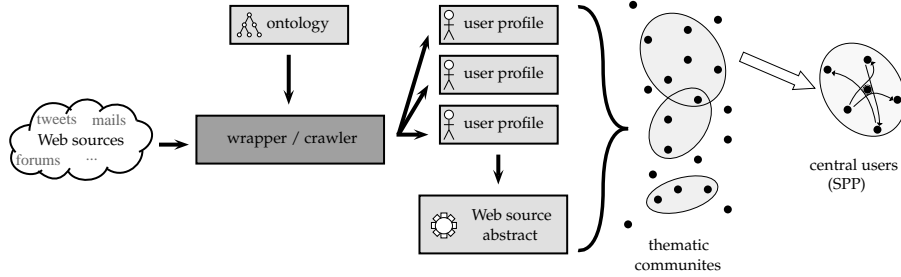 ontology
user profile
user profile
user profile
tweets mails
Web sources
forums ...
wrapper / crawler
Web source
abstract
thematic
communites
central users
(SPP)